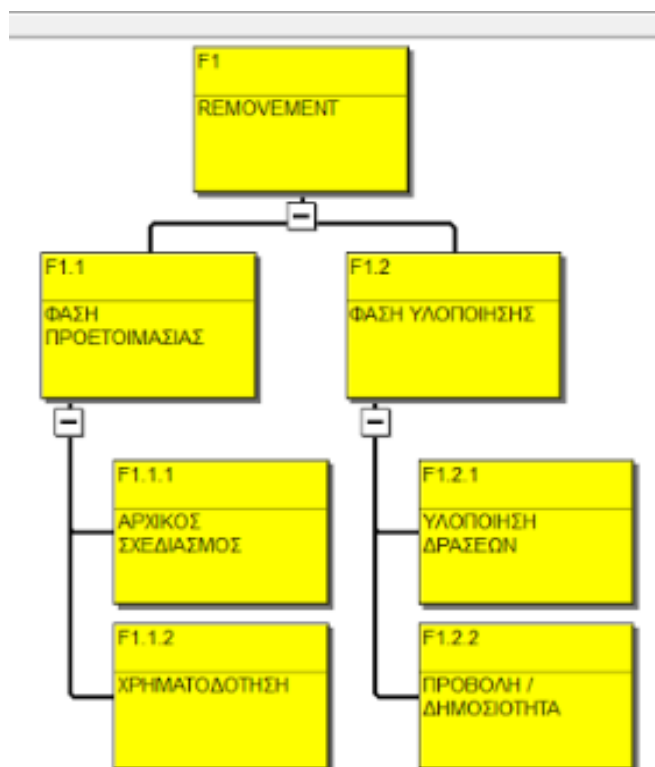 F1
REMOVEMENT
F1.1
ΦΑΣΗ
ΠΡΟΕΤΟΙΜΑΣΙΑΣ
F1.2
ΦΑΣΗ ΥΛΟΠΟΙΗΣΗΣ
F1.1.1
ΑΡΧΙΚΟΣ
ΣΧΕΔΙΑΣΜΟΣ
F1.2.1
ΥΛΟΠΟΙΗΣΗ
ΔΡΑΣΕΩΝ
F1.1.2
ΧΡΗΜΑΤΟΔΟΤΗΣΗ
F1.2.2
ΠΡΟΒΟΛΗ /
ΔΗΜΟΣΙΟΤΗΤΑ